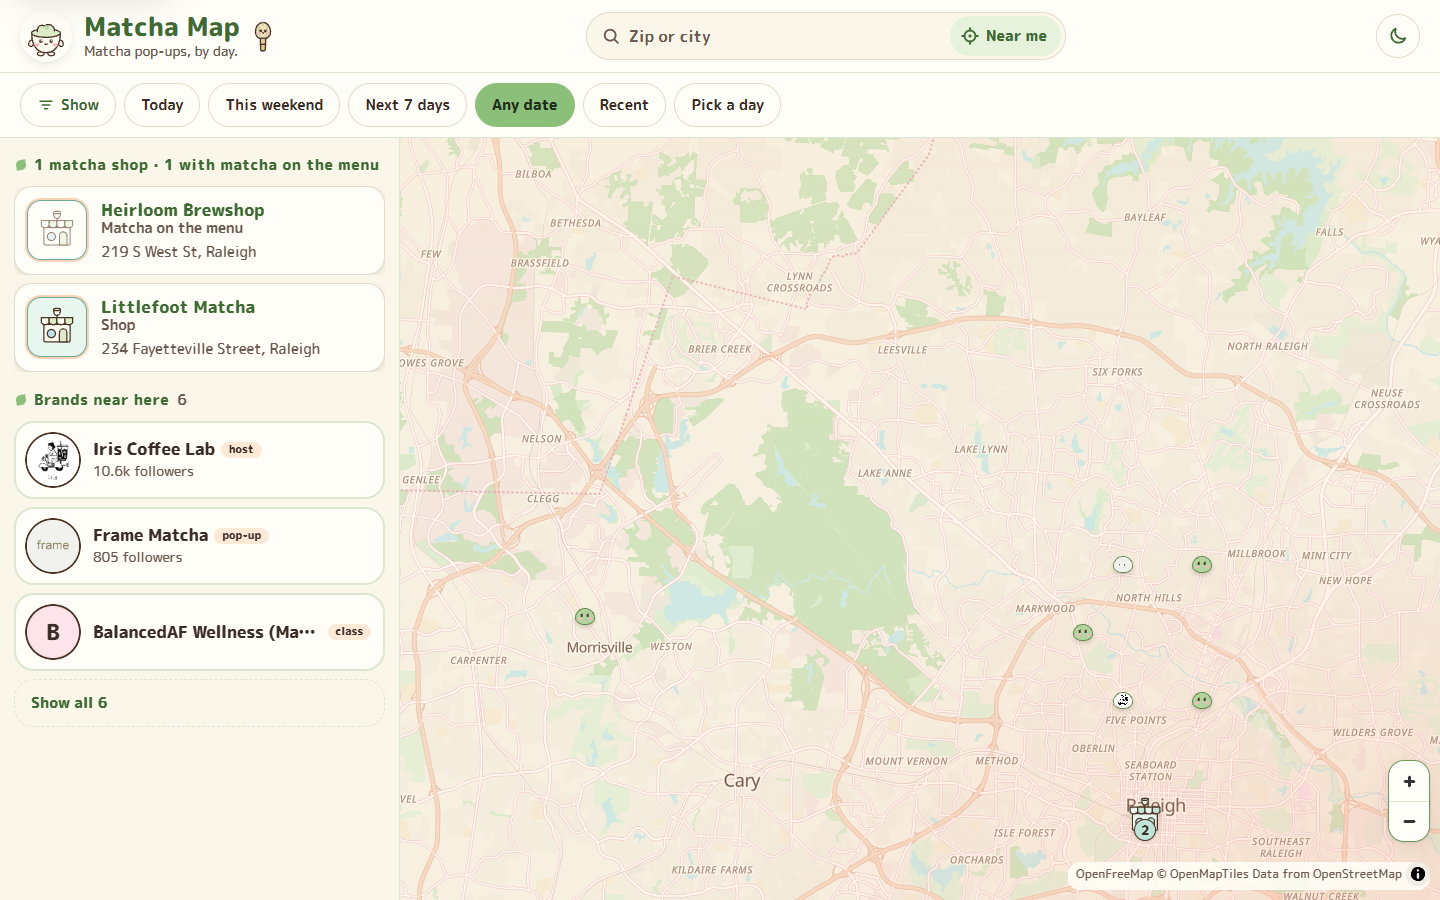 Matcha Map
Matcha pop-ups, by day.
Zip or city
Near me
Show
Today
This weekend
Next 7 days
Any date
Recent
Pick a day
1 matcha shop · 1 with matcha on the menu
Heirloom Brewshop
Matcha on the menu
219 S West St, Raleigh
Littlefoot Matcha
Shop
234 Fayetteville Street, Raleigh
Brands near here 6
Iris Coffee Lab host
10.6k followers
frame
Frame Matcha pop-up
805 followers
B
BalancedAF Wellness (Ma··· class
Show all 6
BILBOA
BETHESDA
BAYLEAF
FALLS
FEW
BRASSFIELD
LYNN
CROSSROADS
BRIER CREEK
LEESVILLE
NORTH RALEIGH
OWES GROVE
SIX FORKS
NEUSE
CROSSROADS
NELSON
LAKE LYNN
GENLEE
LAKE ANNE
CLEGG
MILLBROOK
MINI CITY
NEW HOPE
NORTH HILLS
MARKWOOD
Morrisville
WESTON
CARPENTER
FIVE POINTS
WILDERS GROVE
OBERLIN
MOUNT VERNON
METHOD
SEABOARD
STATION
Cary
VEL
Raleigh
2
ISLE FOREST
SOUTHEAST
RALEIGH
ORCHARDS
KILDAIRE FARMS
WALNUT CREEK
+
−
OpenFreeMap © OpenMapTiles Data from OpenStreetMap